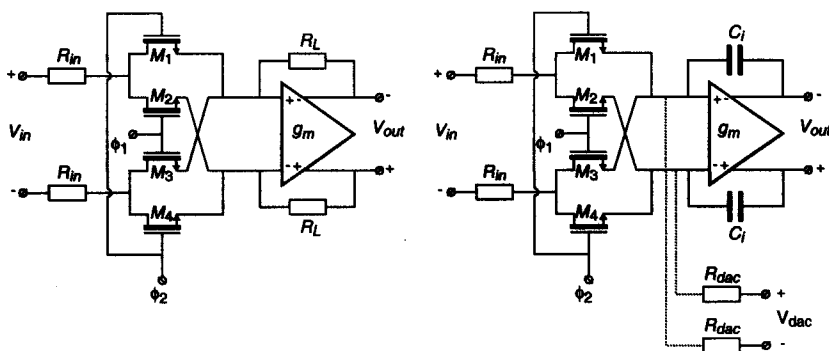 R_in
M_1
R_L
+
M_2
+ -
-
V_in
ϕ_1
g_m
V_out
M_3
- +
+
-
R_in
M_4
R_L
ϕ_2
R_in
M_1
C_i
+
M_2
+ -
-
V_in
ϕ_1
g_m
V_out
M_3
- +
+
-
R_in
M_4
C_i
ϕ_2
R_dac
+
V_dac
R_dac
-